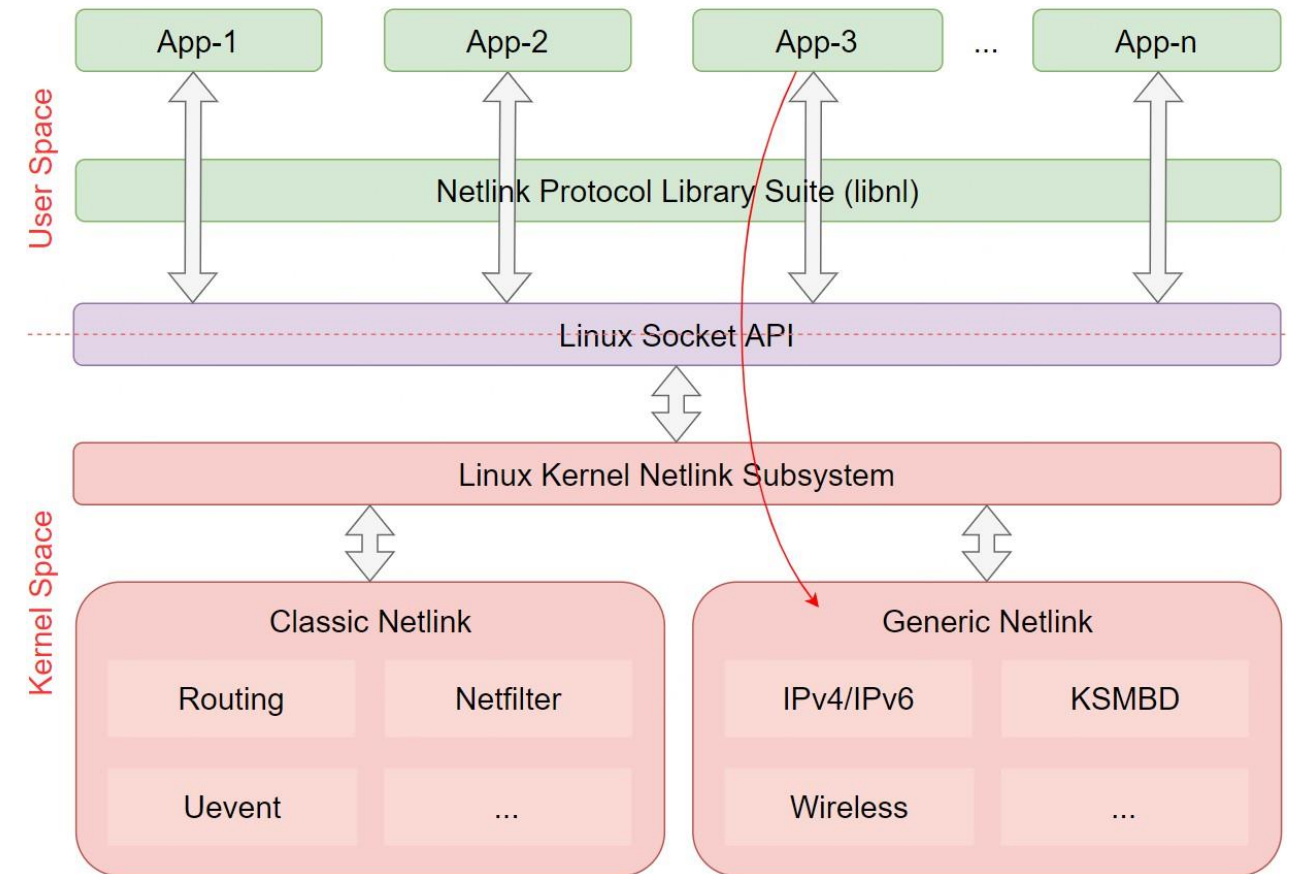 App-1
App-2
App-3
...
App-n
User Space
Netlink Protocol Library Suite (libnl)
Linux Socket API
Linux Kernel Netlink Subsystem
Kernel Space
Classic Netlink
Routing
Netfilter
Uevent
...
Generic Netlink
IPv4/IPv6
KSMBD
Wireless
...